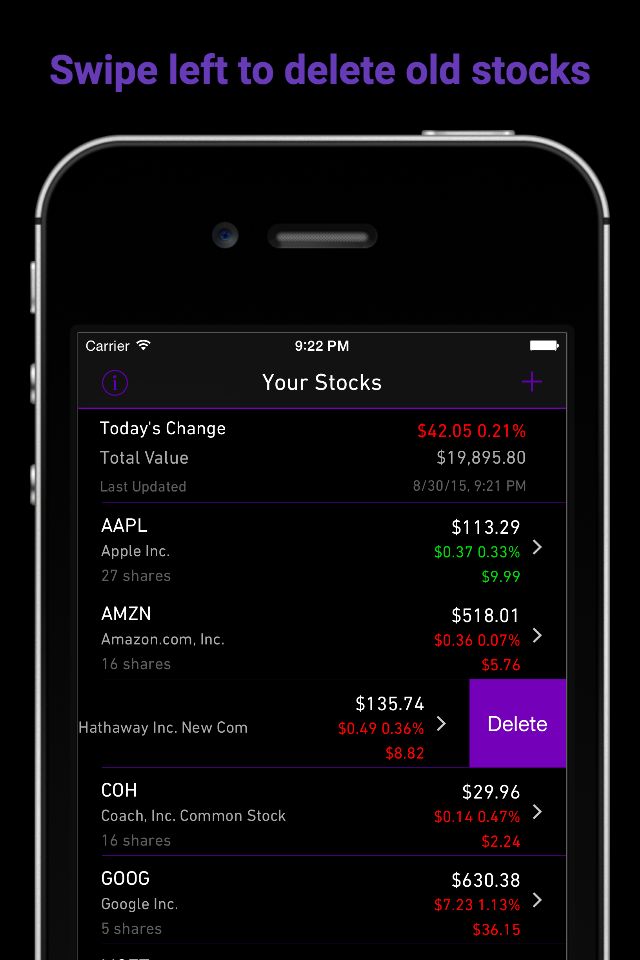 Swipe left to delete old stocks
Carrier 9:22 PM
Your Stocks
Today's Change $42.05 0.21%
Total Value $19,895.80
Last Updated 8/30/15, 9:21 PM
AAPL $113.29
Apple Inc. $0.37 0.33%
27 shares $9.99
AMZN $518.01
Amazon.com, Inc. $0.36 0.07%
16 shares $5.76
$135.74
Hathaway Inc. New Com $0.49 0.36% Delete
$8.82
COH $29.96
Coach, Inc. Common Stock $0.14 0.47%
16 shares $2.24
GOOG $630.38
Google Inc. $7.23 1.13%
5 shares $36.15